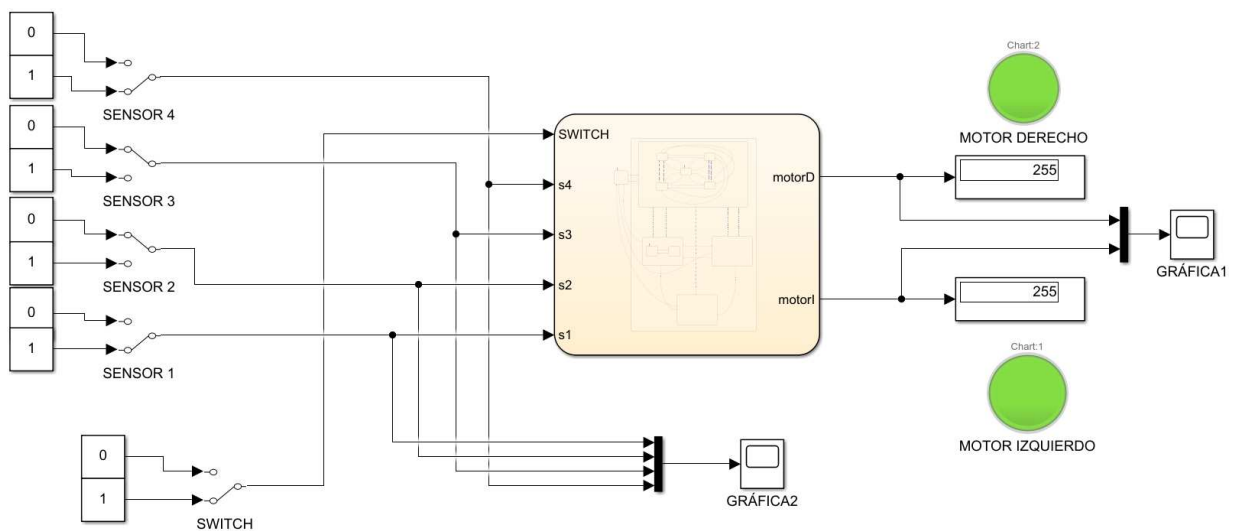 0
1
SENSOR 4
0
1
SENSOR 3
0
1
SENSOR 2
0
1
SENSOR 1
0
1
SWITCH
SWITCH
s4
s3
s2
s1
motorD
motorI
Chart:2
MOTOR DERECHO
255
GRÁFICA1
255
Chart:1
MOTOR IZQUIERDO
GRÁFICA2